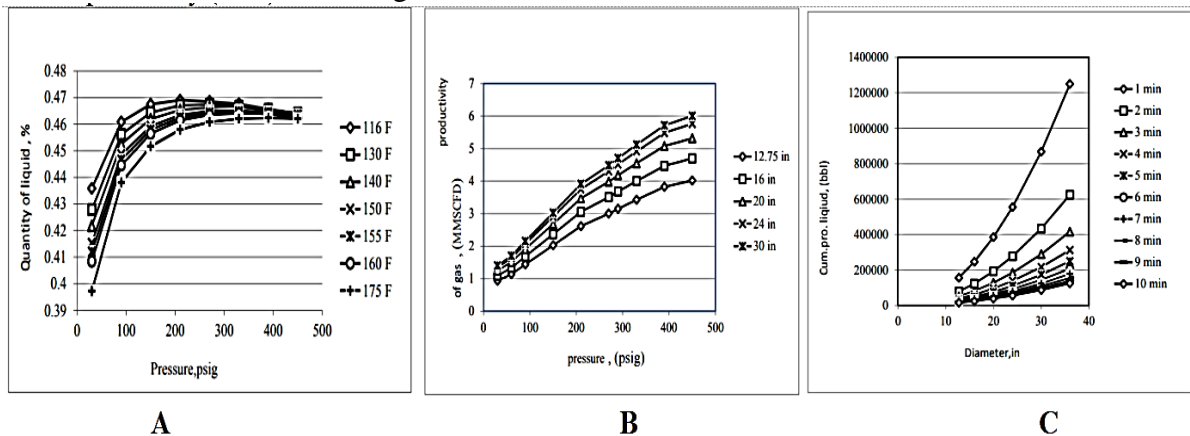 0.48
0.47
0.46
0.45
0.44
0.43
0.42
0.41
0.4
0.39
Quantity of liquid , %
0 100 200 300 400 500
Pressure,psig
116 F
130 F
140 F
150 F
155 F
160 F
175 F
A
productivity
of gas , (MMSCFD)
7
6
5
4
3
2
1
0
0 100 200 300 400 500
pressure , (psig)
12.75 in
16 in
20 in
24 in
30 in
B
1400000
1200000
1000000
800000
600000
400000
200000
0
Cum.pro.liqiud, (bbl)
0 10 20 30 40
Diameter,in
1 min
2 min
3 min
4 min
5 min
6 min
7 min
8 min
9 min
10 min
C